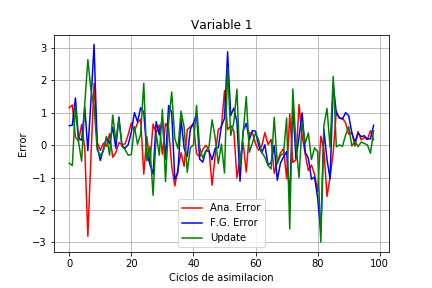 Variable 1
Error
3
2
1
0
−1
−2
−3
Ana. Error
F.G. Error
Update
0 20 40 60 80 100
Ciclos de asimilacion